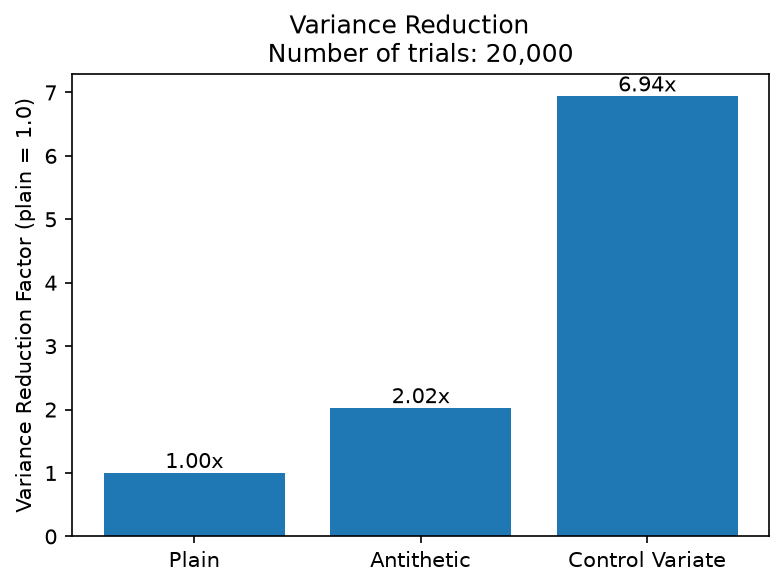 Variance Reduction
Number of trials: 20,000
Variance Reduction Factor (plain = 1.0)
7
6
5
4
3
2
1
0
1.00x
2.02x
6.94x
Plain
Antithetic
Control Variate